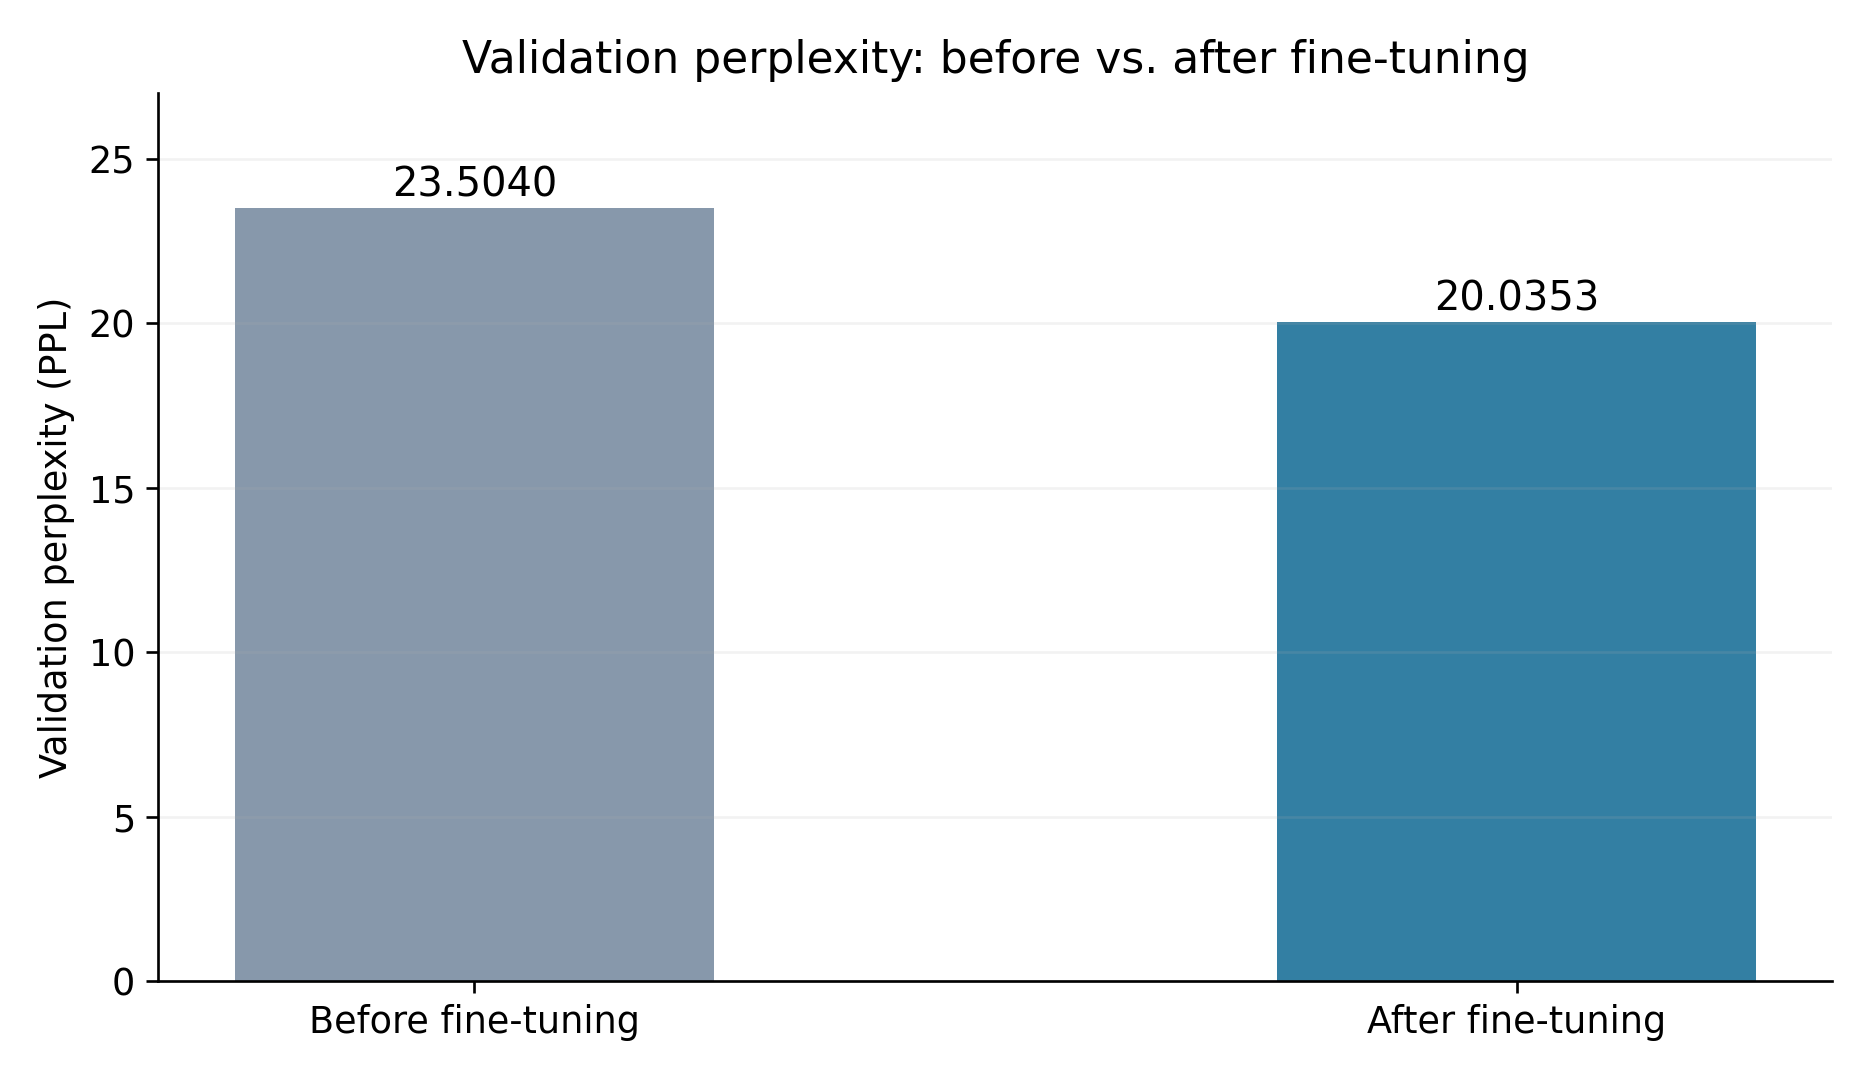 Validation perplexity: before vs. after fine-tuning
Validation perplexity (PPL)
25
20
15
10
5
0
23.5040
20.0353
Before fine-tuning
After fine-tuning